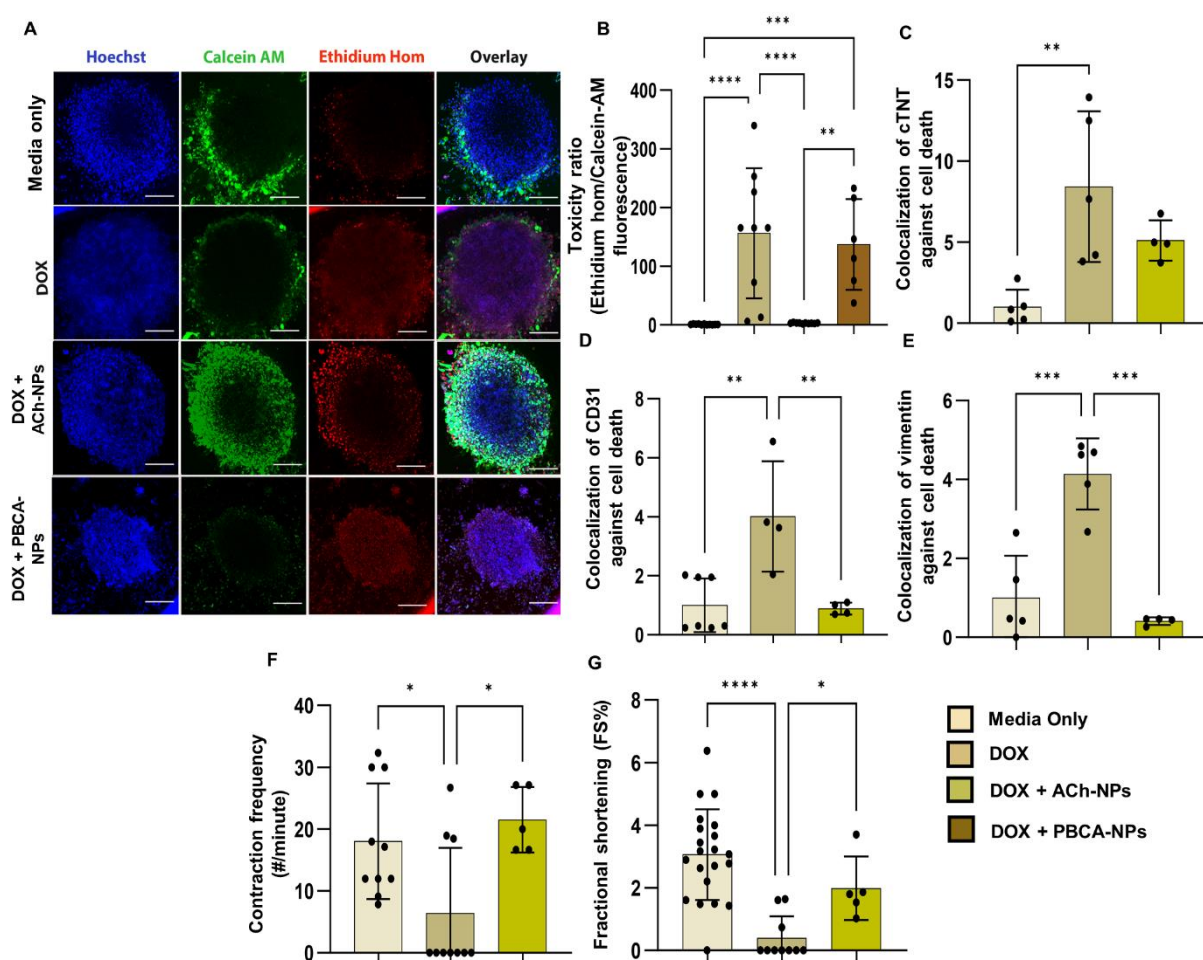 A
Hoechst
Calcein AM
Ethidium Hom
Overlay
Media only
DOX
DOX +
ACh-NPs
DOX + PBCA-
NPs
B
Toxicity ratio
(Ethidium hom/Calcein-AM
fluorescence)
400
300
200
100
0
***
****
****
**
C
Colocalization of cTNT
against cell death
15
10
5
0
**
D
Colocalization of CD31
against cell death
8
6
4
2
0
**
**
E
Colocalization of vimentin
against cell death
6
4
2
0
***
***
F
Contraction frequency
(#/minute)
40
30
20
10
0
*
*
G
Fractional shortening (FS%)
8
6
4
2
0
****
*
Media Only
DOX
DOX + ACh-NPs
DOX + PBCA-NPs